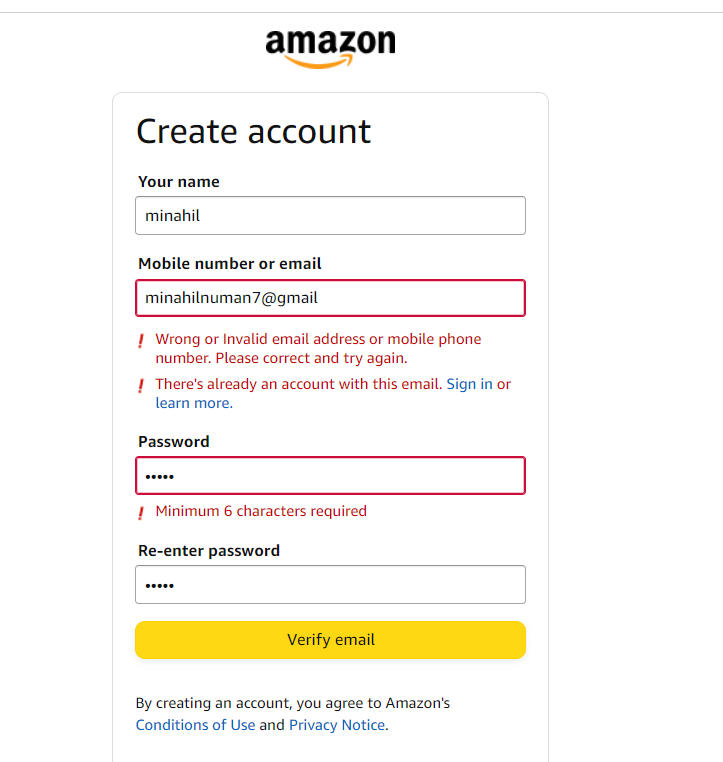 amazon
Create account
Your name
minahil
Mobile number or email
minahilnuman7@gmail
Wrong or Invalid email address or mobile phone
number. Please correct and try again.
There's already an account with this email. Sign in or
learn more.
Password
•••••
Minimum 6 characters required
Re-enter password
•••••
Verify email
By creating an account, you agree to Amazon's
Conditions of Use and Privacy Notice.